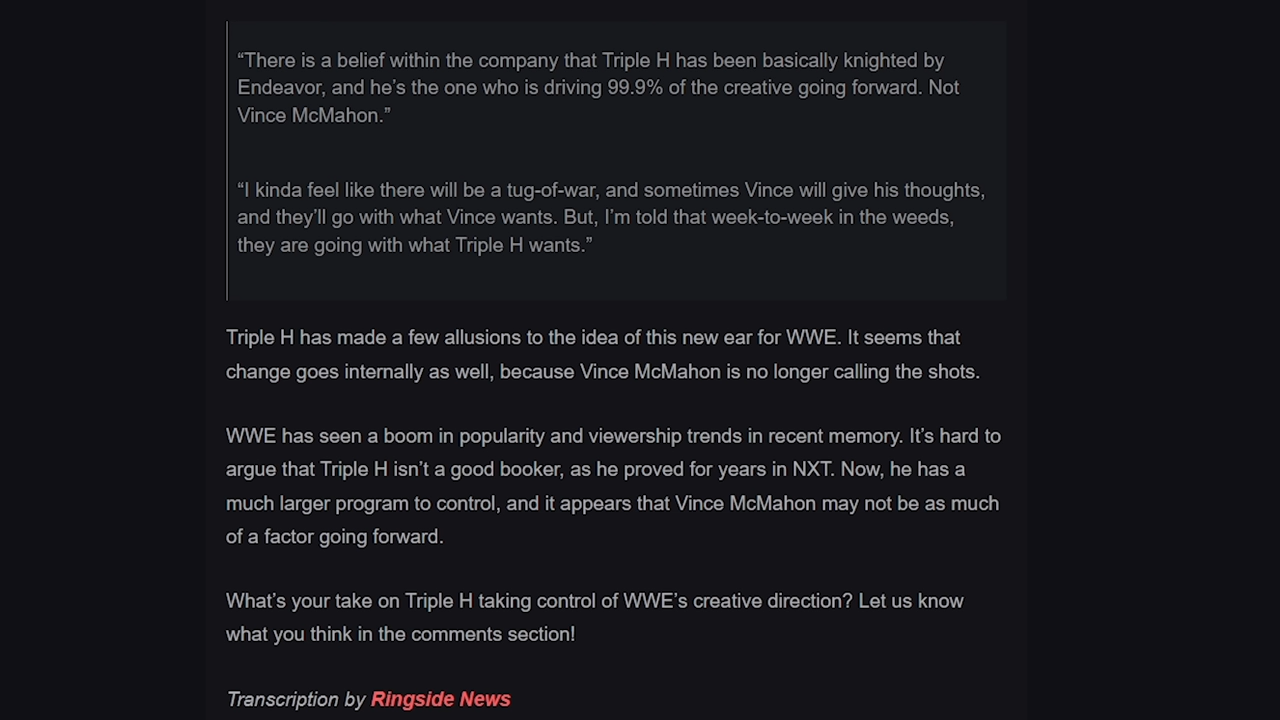 “There is a belief within the company that Triple H has been basically knighted by
Endeavor, and he’s the one who is driving 99.9% of the creative going forward. Not
Vince McMahon.”
“I kinda feel like there will be a tug-of-war, and sometimes Vince will give his thoughts,
and they’ll go with what Vince wants. But, I’m told that week-to-week in the weeds,
they are going with what Triple H wants.”
Triple H has made a few allusions to the idea of this new ear for WWE. It seems that
change goes internally as well, because Vince McMahon is no longer calling the shots.
WWE has seen a boom in popularity and viewership trends in recent memory. It’s hard to
argue that Triple H isn’t a good booker, as he proved for years in NXT. Now, he has a
much larger program to control, and it appears that Vince McMahon may not be as much
of a factor going forward.
What’s your take on Triple H taking control of WWE’s creative direction? Let us know
what you think in the comments section!
Transcription by Ringside News